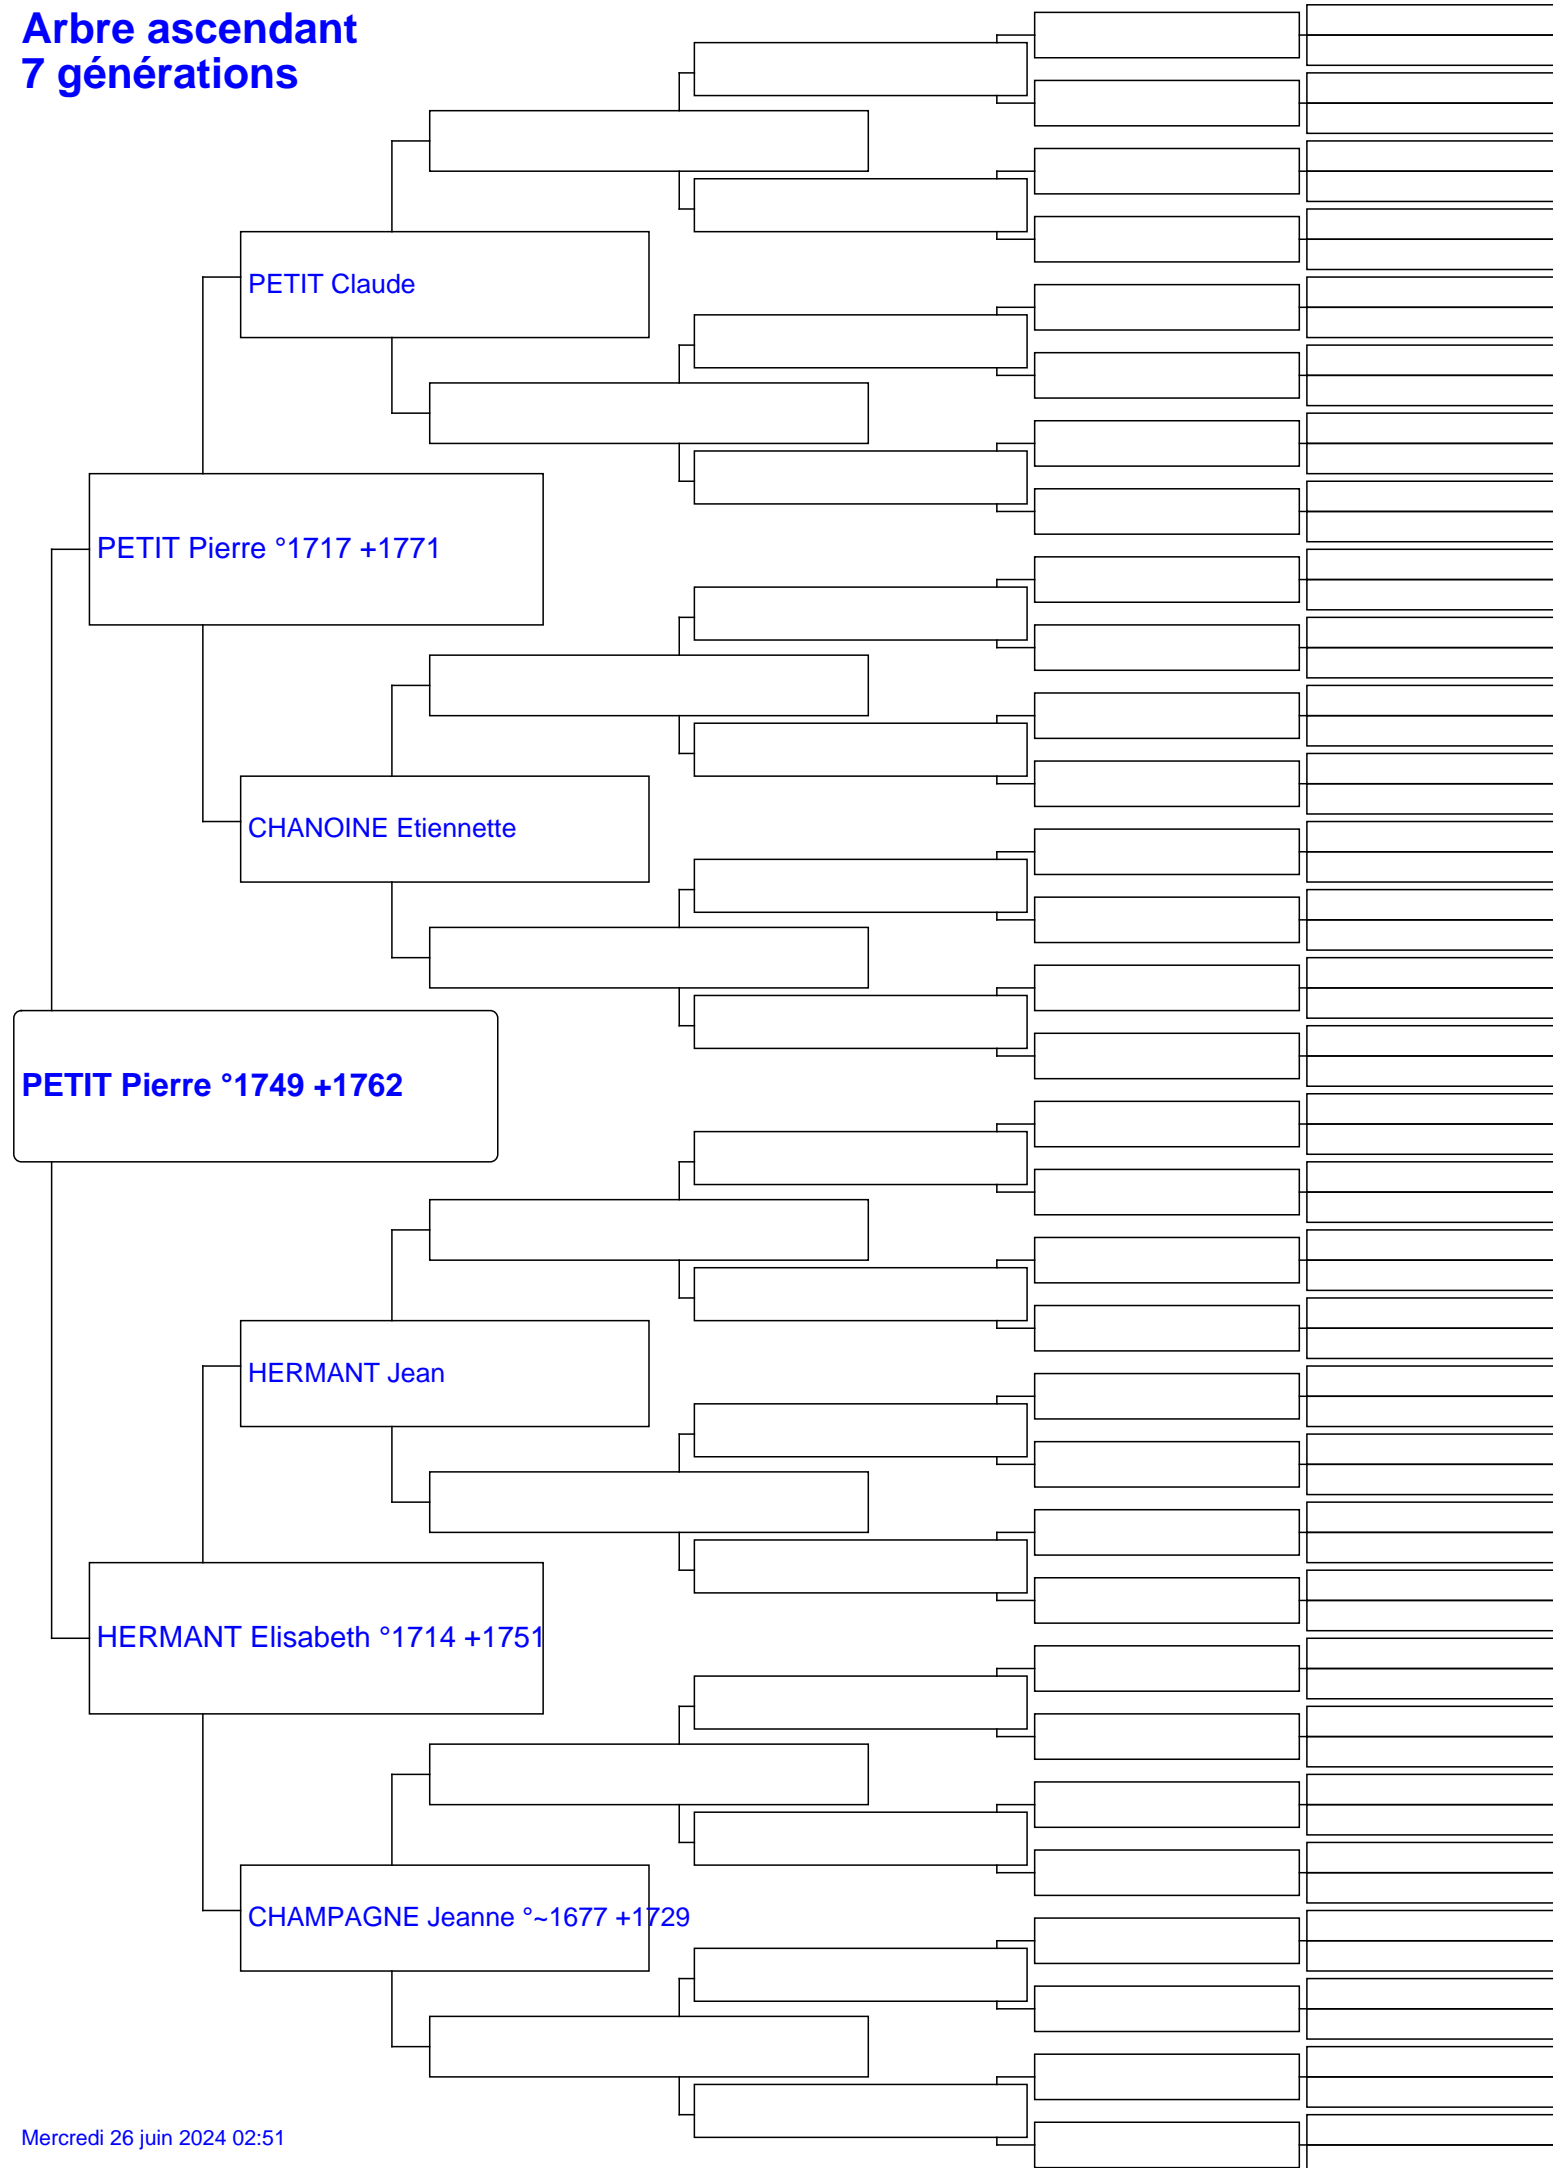 Arbre ascendant
7 générations
PETIT Claude
PETIT Pierre °1717 +1771
CHANOINE Etiennette
PETIT Pierre °1749 +1762
HERMANT Jean
HERMANT Elisabeth °1714 +1751
CHAMPAGNE Jeanne °~1677 +1729
Mercredi 26 juin 2024 02:51